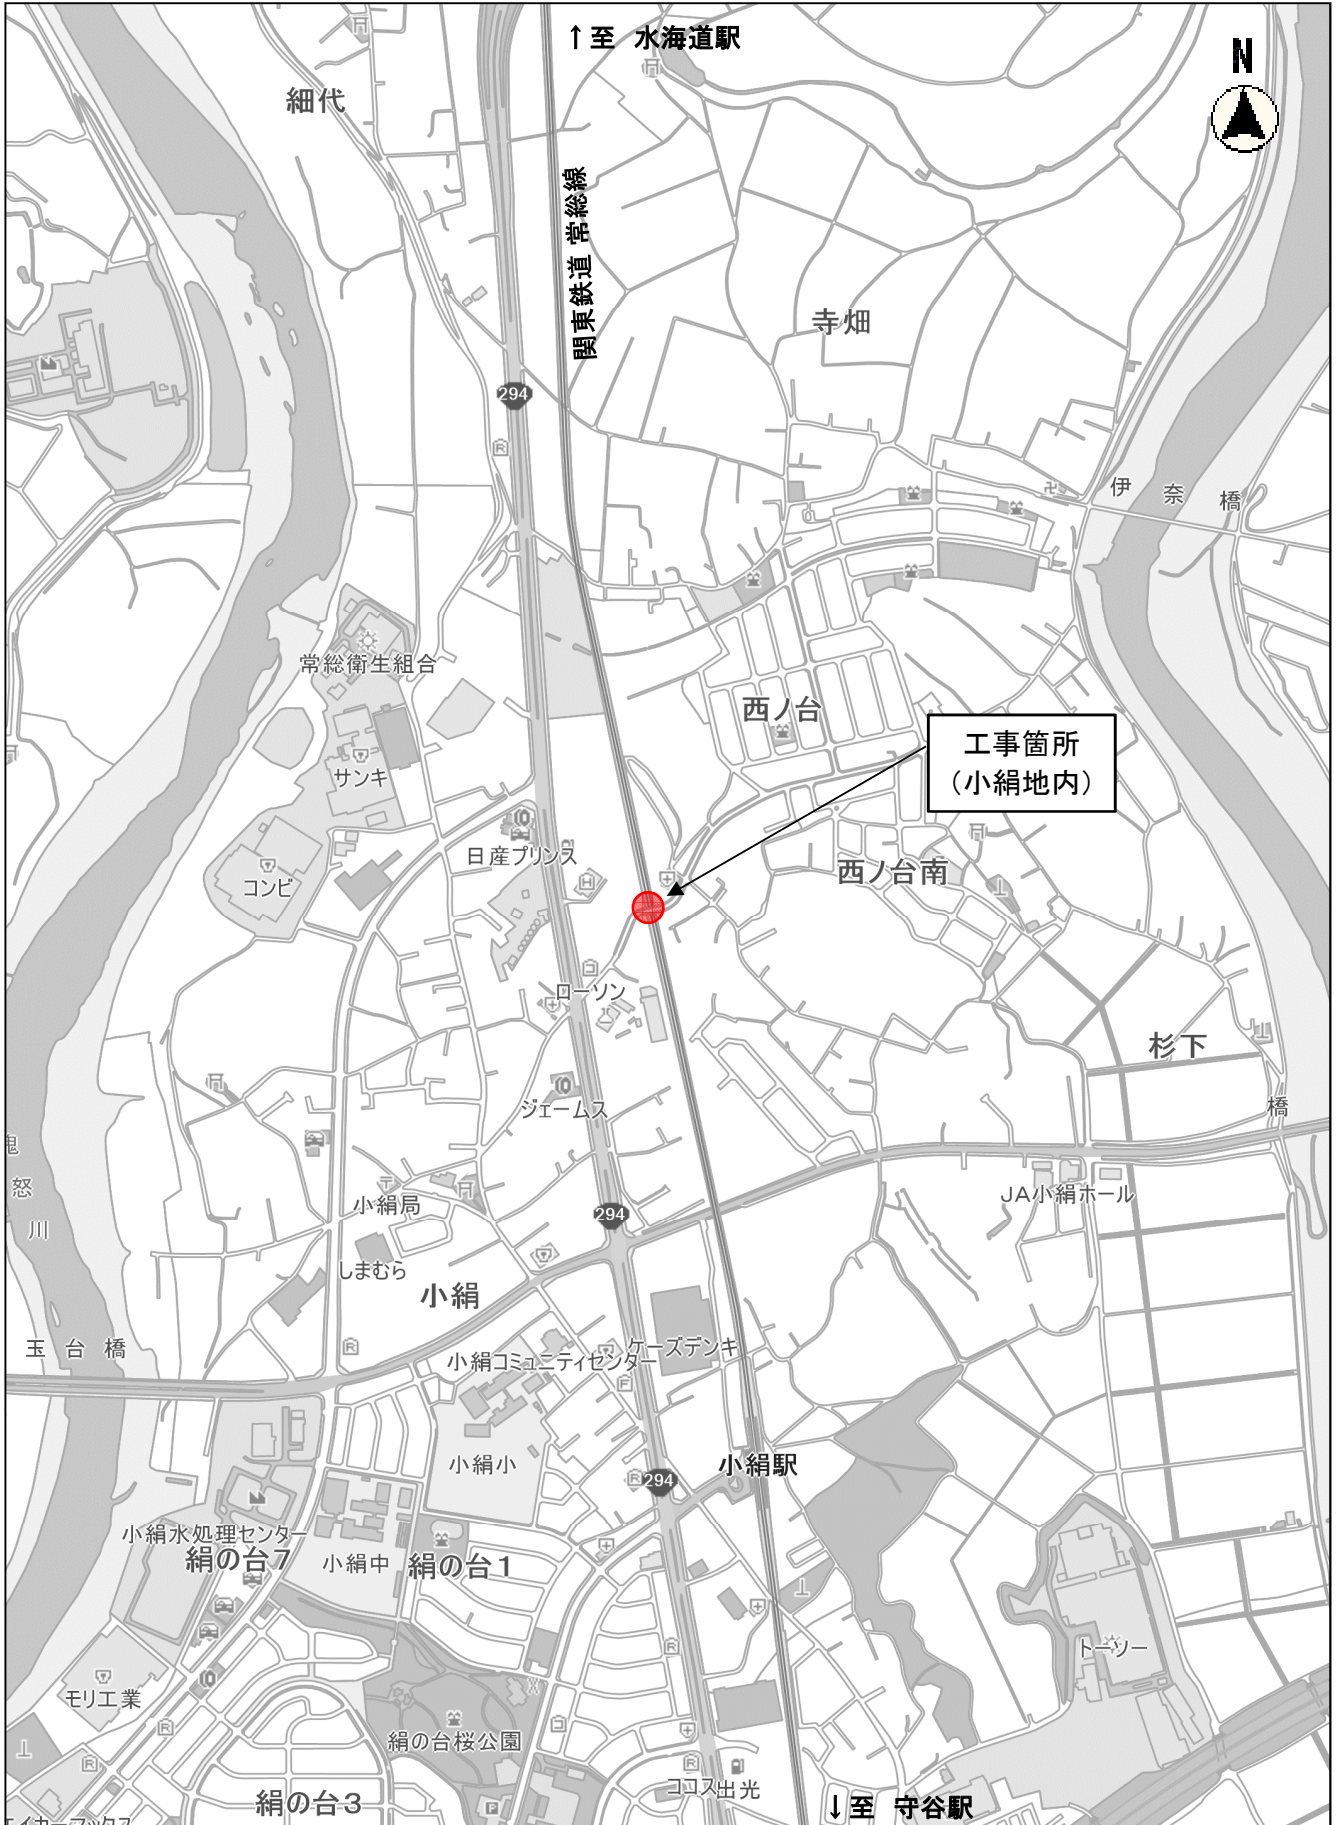 ↑至 水海道駅
N
細代
関東鉄道 常総線
寺畑
294
伊奈橋
常総衛生組合
西ノ台
工事箇所
（小絹地内）
サンキ
日産プリンス
西ノ台南
コンビ
ローソン
杉下
ジェームス
橋
鬼怒川
小絹局
JA小絹ホール
294
しまむら
小絹
玉台橋
ケーズデンキ
小絹コミュニティセンター
小絹小
小絹駅
294
小絹水処理センター
絹の台7
小絹中
絹の台1
トーソー
モリ工業
絹の台桜公園
ココス
出光
絹の台3
↓至 守谷駅